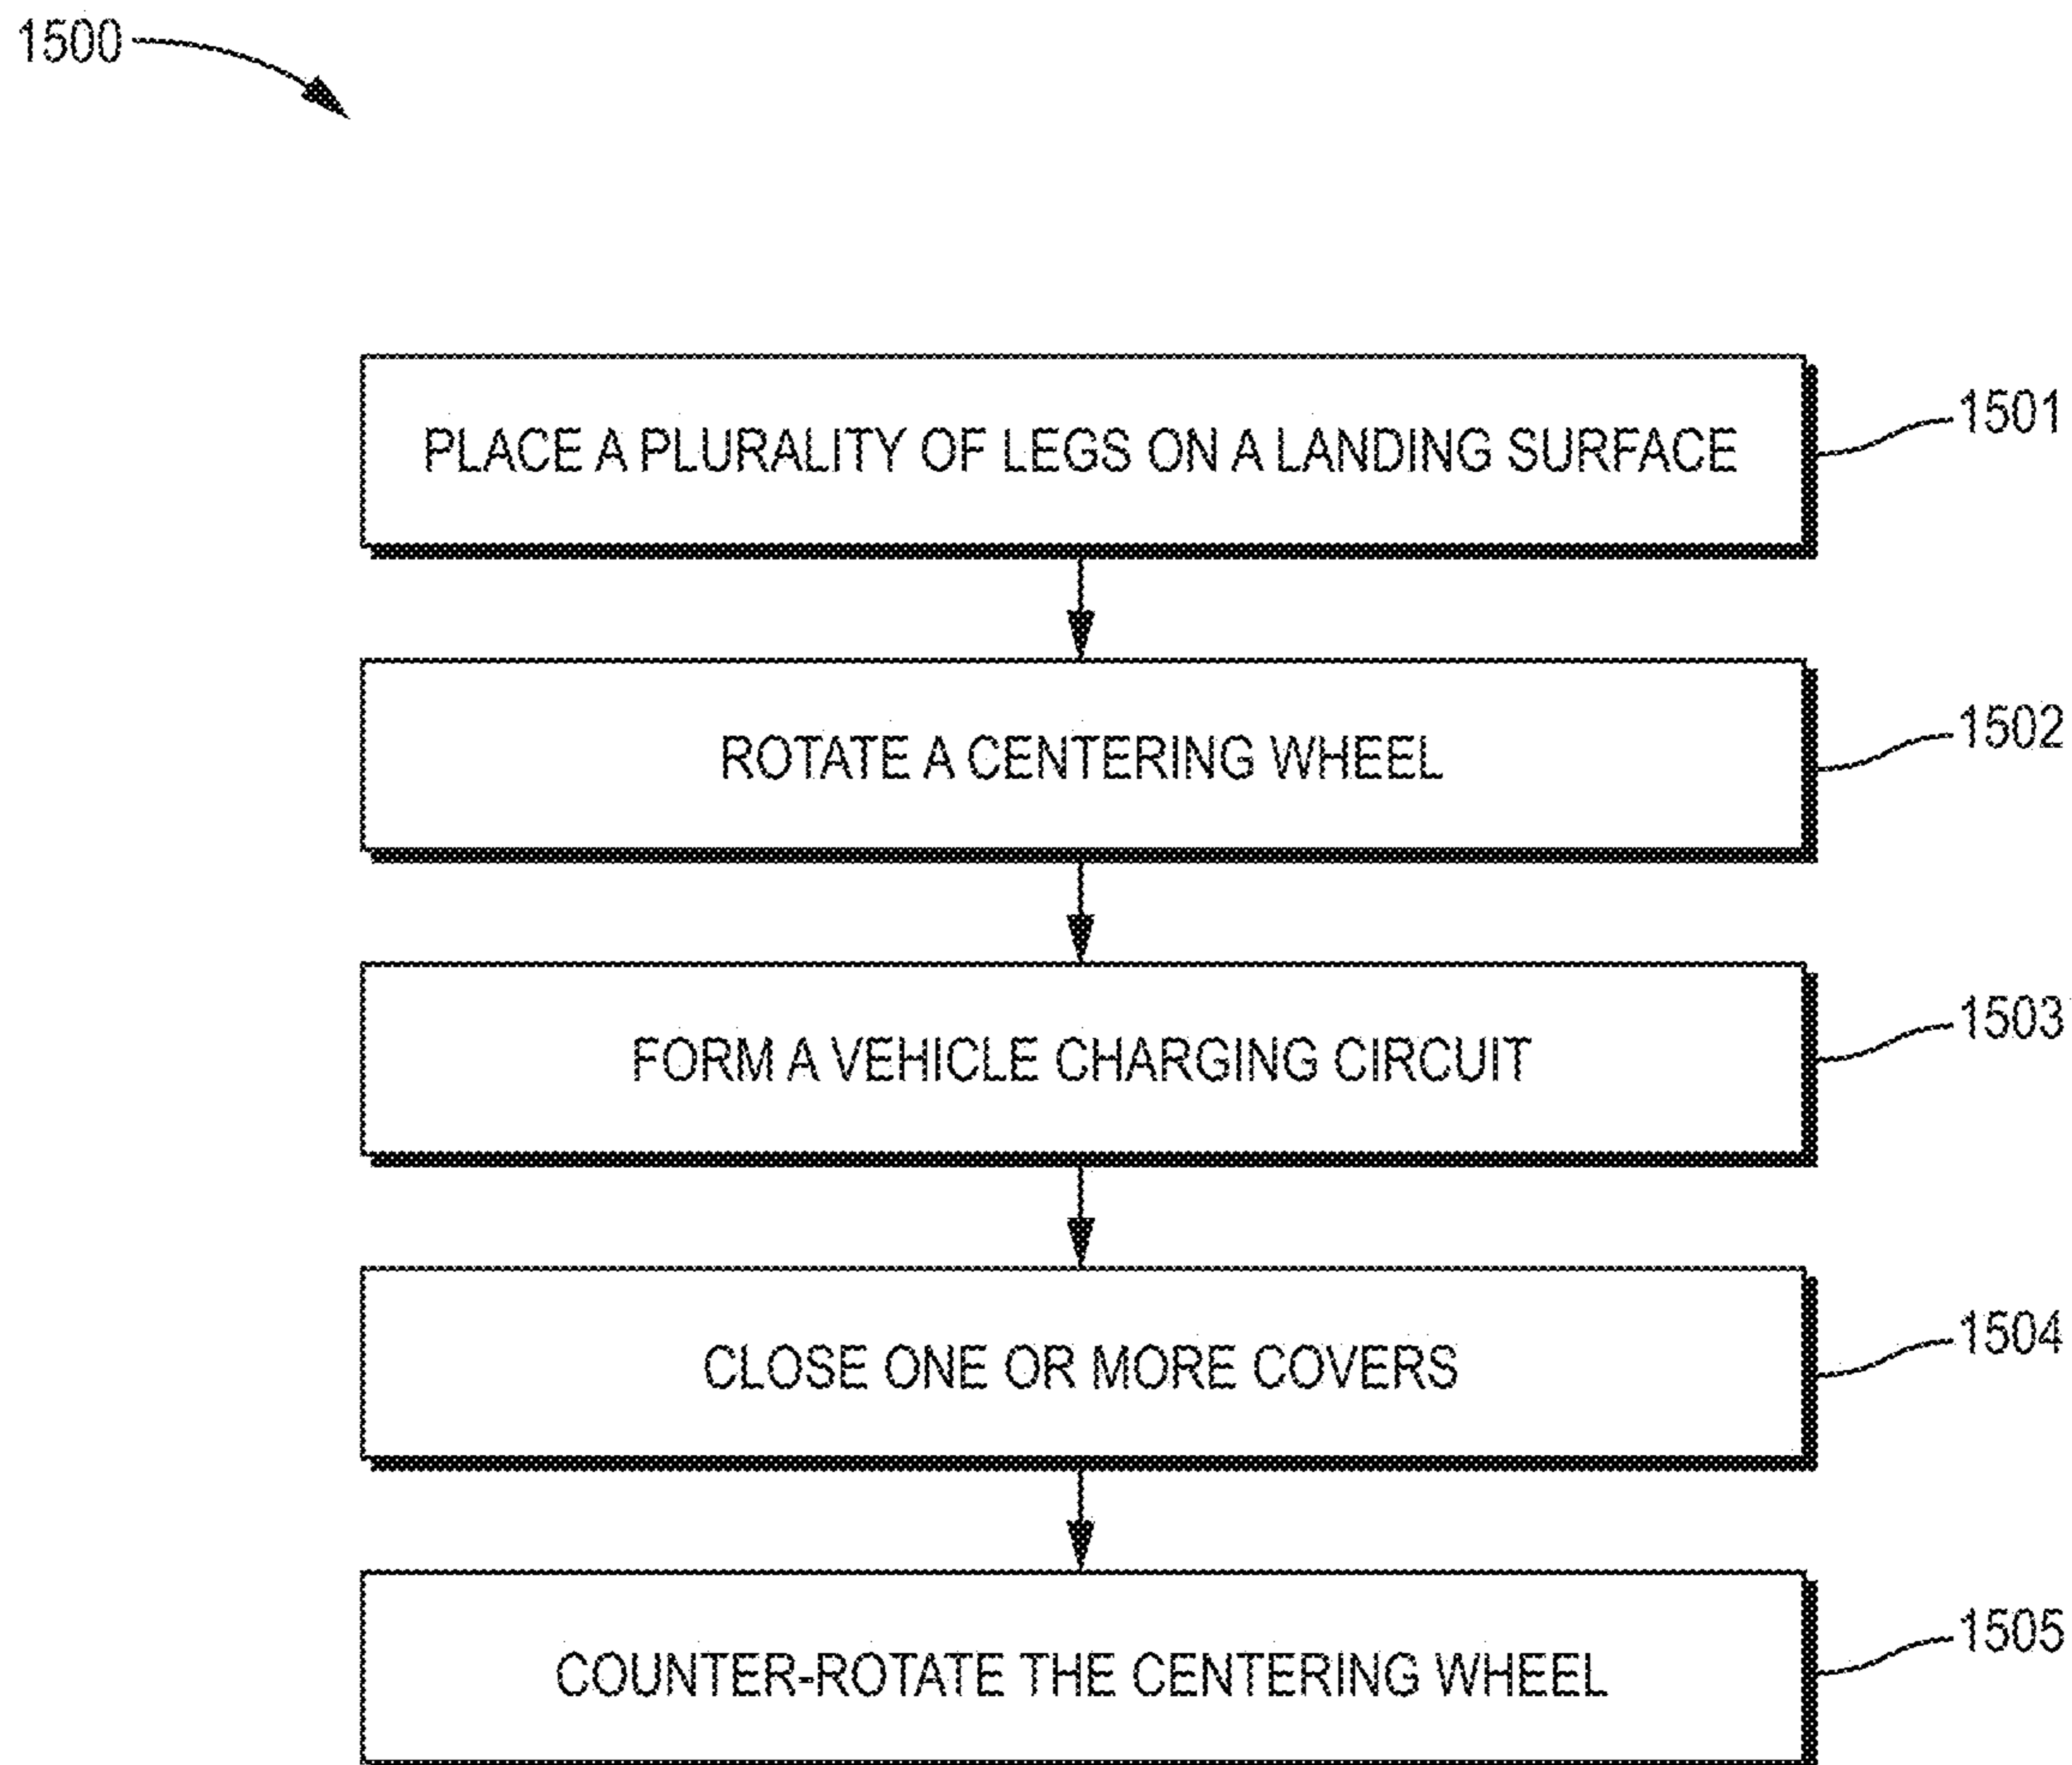 1500
PLACE A PLURALITY OF LEGS ON A LANDING SURFACE
1501
ROTATE A CENTERING WHEEL
1502
FORM A VEHICLE CHARGING CIRCUIT
1503
CLOSE ONE OR MORE COVERS
1504
COUNTER-ROTATE THE CENTERING WHEEL
1505